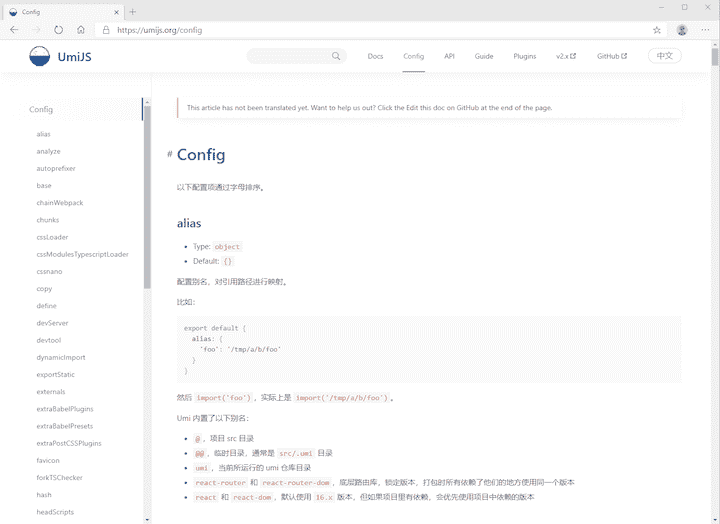 Config
https://umijs.org/config
UmiJS
Docs
Config
API
Guide
Plugins
v2.x
GitHub
中文
Config
alias
analyze
autoprefixer
base
chainWebpack
chunks
cssLoader
cssModulesTypescriptLoader
cssnano
copy
define
devServer
devtool
dynamicImport
exportStatic
externals
extraBabelPlugins
extraBabelPresets
extraPostCSSPlugins
favicon
forkTSChecker
hash
headScripts
This article has not been translated yet. Want to help us out? Click the Edit this doc on GitHub at the end of the page.
# Config
以下配置项通过字母排序。
alias
Type: object
Default: {}
配置别名，对引用路径进行映射。
比如：
export default {
alias: {
'foo': '/tmp/a/b/foo'
}
}
然后 import('foo')，实际上是 import('/tmp/a/b/foo')。
Umi 内置了以下别名：
@，项目 src 目录
@@，临时目录，通常是 src/.umi 目录
umi，当前所运行的 umi 仓库目录
react-router 和 react-router-dom，底层路由库，锁定版本，打包时所有依赖了他们的地方使用同一个版本
react 和 react-dom，默认使用 16.x 版本，但如果项目里有依赖，会优先使用项目中依赖的版本